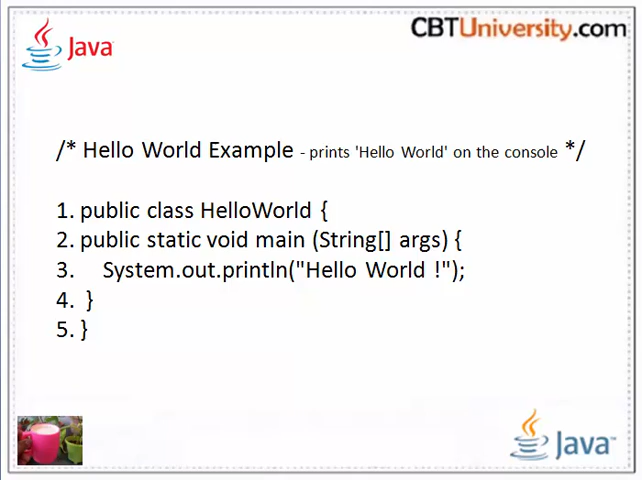 Java
CBTUniversity.com
/* Hello World Example - prints 'Hello World' on the console */
1. public class HelloWorld {
2. public static void main (String[] args) {
3. System.out.println("Hello World !");
4. }
5. }
Java™